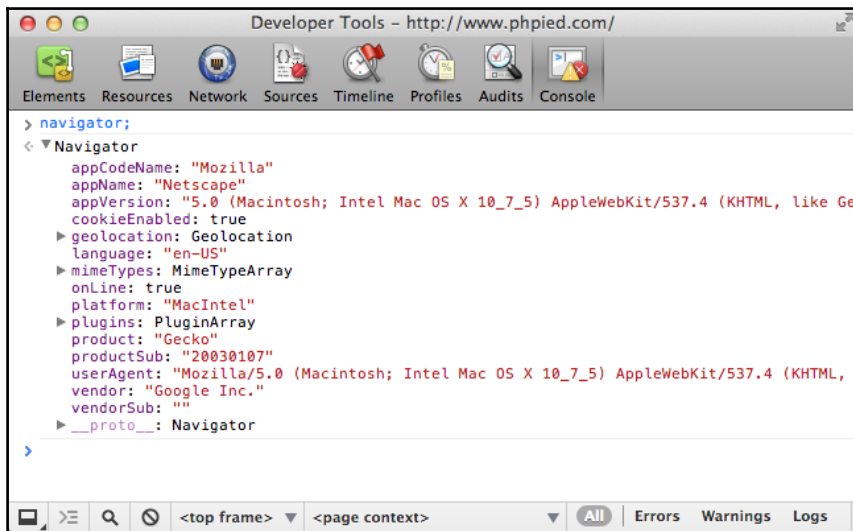 Developer Tools – http://www.phpied.com/
Elements Resources Network Sources Timeline Profiles Audits Console
navigator;
Navigator
appCodeName: "Mozilla"
appName: "Netscape"
appVersion: "5.0 (Macintosh; Intel Mac OS X 10_7_5) AppleWebKit/537.4 (KHTML, like Ge
cookieEnabled: true
geolocation: Geolocation
language: "en-US"
mimeTypes: MimeTypeArray
onLine: true
platform: "MacIntel"
plugins: PluginArray
product: "Gecko"
productSub: "20030107"
userAgent: "Mozilla/5.0 (Macintosh; Intel Mac OS X 10_7_5) AppleWebKit/537.4 (KHTML,
vendor: "Google Inc."
vendorSub: ""
__proto__: Navigator
<top frame> <page context> All Errors Warnings Logs